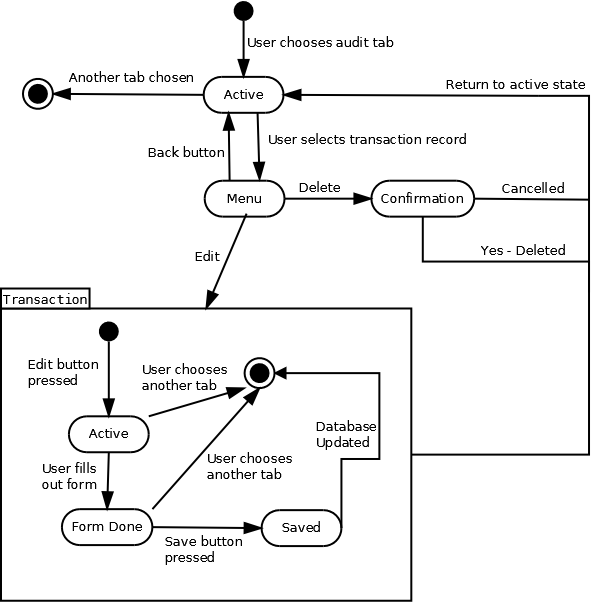 User chooses audit tab
Another tab chosen
Return to active state
Active
User selects transaction record
Back button
Delete
Cancelled
Menu
Confirmation
Yes - Deleted
Edit
Transaction
Edit button
pressed
User chooses
another tab
Active
Database
Updated
User fills
out form
User chooses
another tab
Form Done
Saved
Save button
pressed